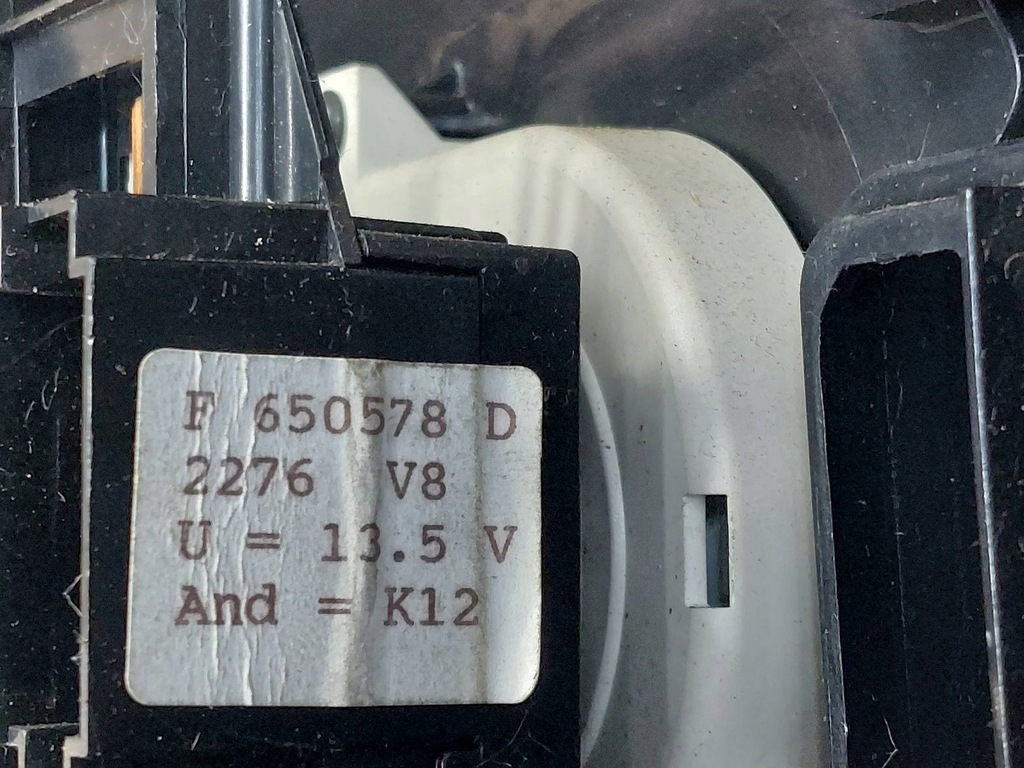 F 650578 D
2276 V8
U = 13.5 V
And = K12